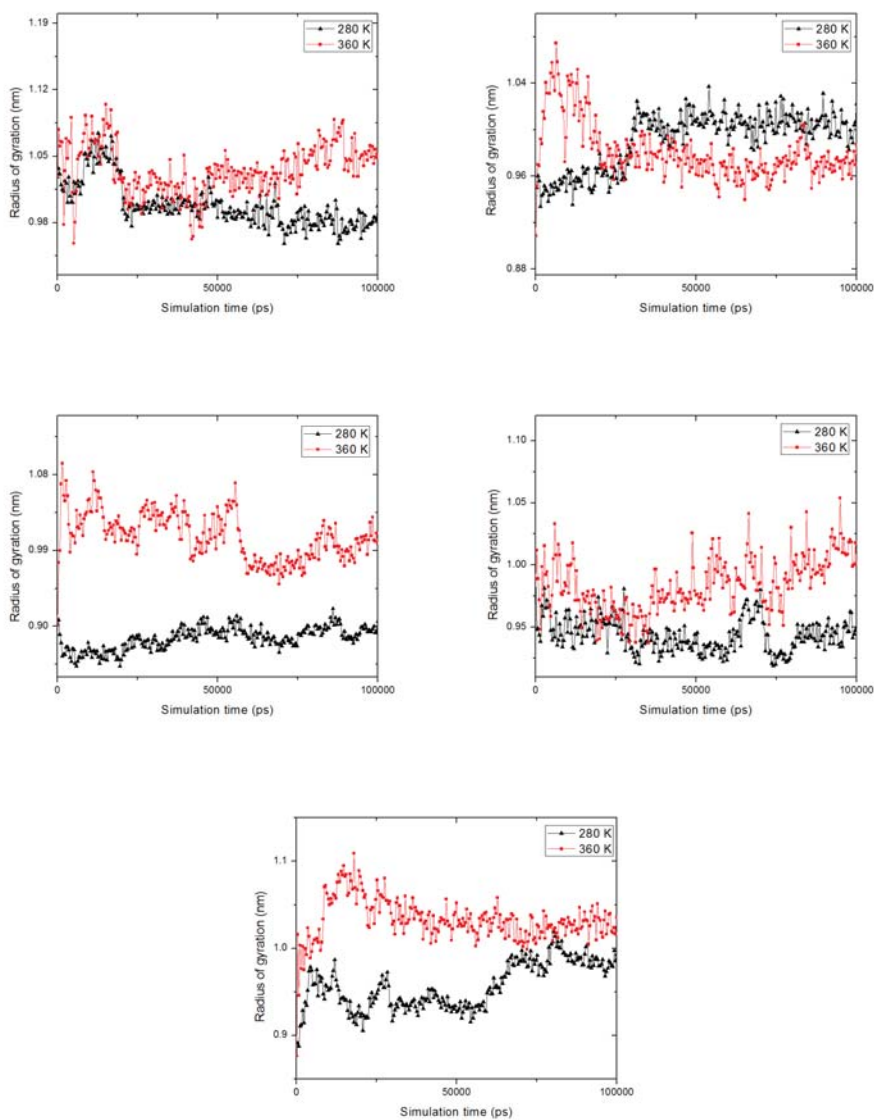 1.19
1.12
1.05
0.98
Radius of gyration (nm)
280 K
360 K
0
50000
100000
Simulation time (ps)
1.04
0.96
0.88
Radius of gyration (nm)
280 K
360 K
0
50000
100000
Simulation time (ps)
1.08
0.99
0.90
Radius of gyration (nm)
280 K
360 K
0
50000
100000
Simulation time (ps)
1.10
1.05
1.00
0.95
Radius of gyration (nm)
280 K
360 K
0
50000
100000
Simulation time (ps)
1.1
1.0
0.9
Radius of gyration (nm)
280 K
360 K
0
50000
100000
Simulation time (ps)